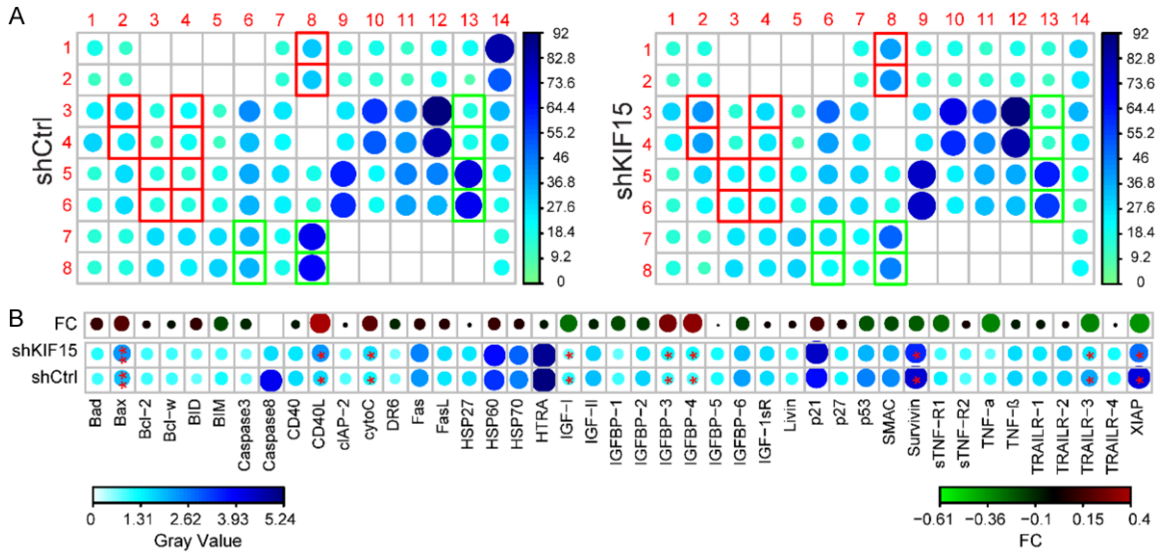 A
1 2 3 4 5 6 7 8 9 10 11 12 13 14
1 2 3 4 5 6 7 8 9 10 11 12 13 14
shCtrl
1
2
3
4
5
6
7
8
92
82.8
73.6
64.4
55.2
46
36.8
27.6
18.4
9.2
0
shKIF15
1
2
3
4
5
6
7
8
92
82.8
73.6
64.4
55.2
46
36.8
27.6
18.4
9.2
0
B
FC
shKIF15
* * * * * * * * *
shCtrl
* * * * * * * * *
Bad Bax Bcl-2 Bcl-w BID BIM Caspase3 Caspase8 CD40 CD40L cIAP-2 cytoC DR6 Fas FasL HSP27 HSP60 HSP70 HTRA IGF-I IGF-II IGFBP-1 IGFBP-2 IGFBP-3 IGFBP-4 IGFBP-5 IGFBP-6 IGF-1sR Livin p21 p27 p53 SMAC Survivin sTNF-R1 sTNF-R2 TNF-a TNF-ß TRAILR-1 TRAILR-2 TRAILR-3 TRAILR-4 XIAP
0 1.31 2.62 3.93 5.24
Gray Value
−0.61 −0.36 −0.1 0.15 0.4
FC